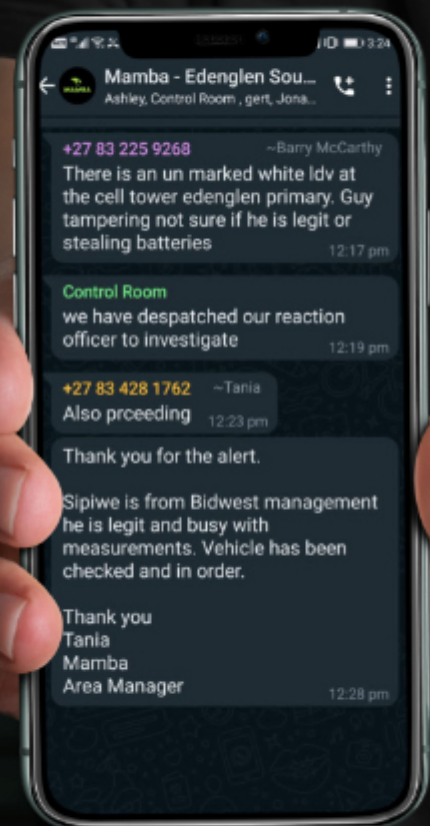 3:24
Mamba - Edenglen Sou...
Ashley, Control Room , gert, Jona...
+27 83 225 9268 ~Barry McCarthy
There is an un marked white ldv at
the cell tower edenglen primary. Guy
tampering not sure if he is legit or
stealing batteries
12:17 pm
Control Room
we have despatched our reaction
officer to investigate
12:19 pm
+27 83 428 1762 ~Tania
Also prceeding 12:23 pm
Thank you for the alert.
Sipiwe is from Bidwest management
he is legit and busy with
measurements. Vehicle has been
checked and in order.
Thank you
Tania
Mamba
Area Manager
12:28 pm